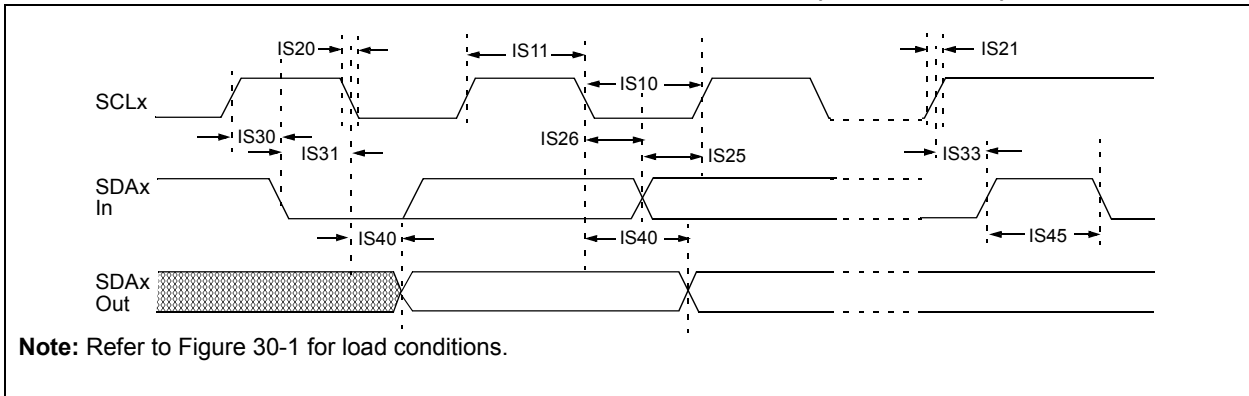 IS20 IS11 IS21
SCLx IS10
IS30 IS31 IS26 IS25 IS33
SDAx
In
IS40 IS40 IS45
SDAx
Out
Note: Refer to Figure 30-1 for load conditions.